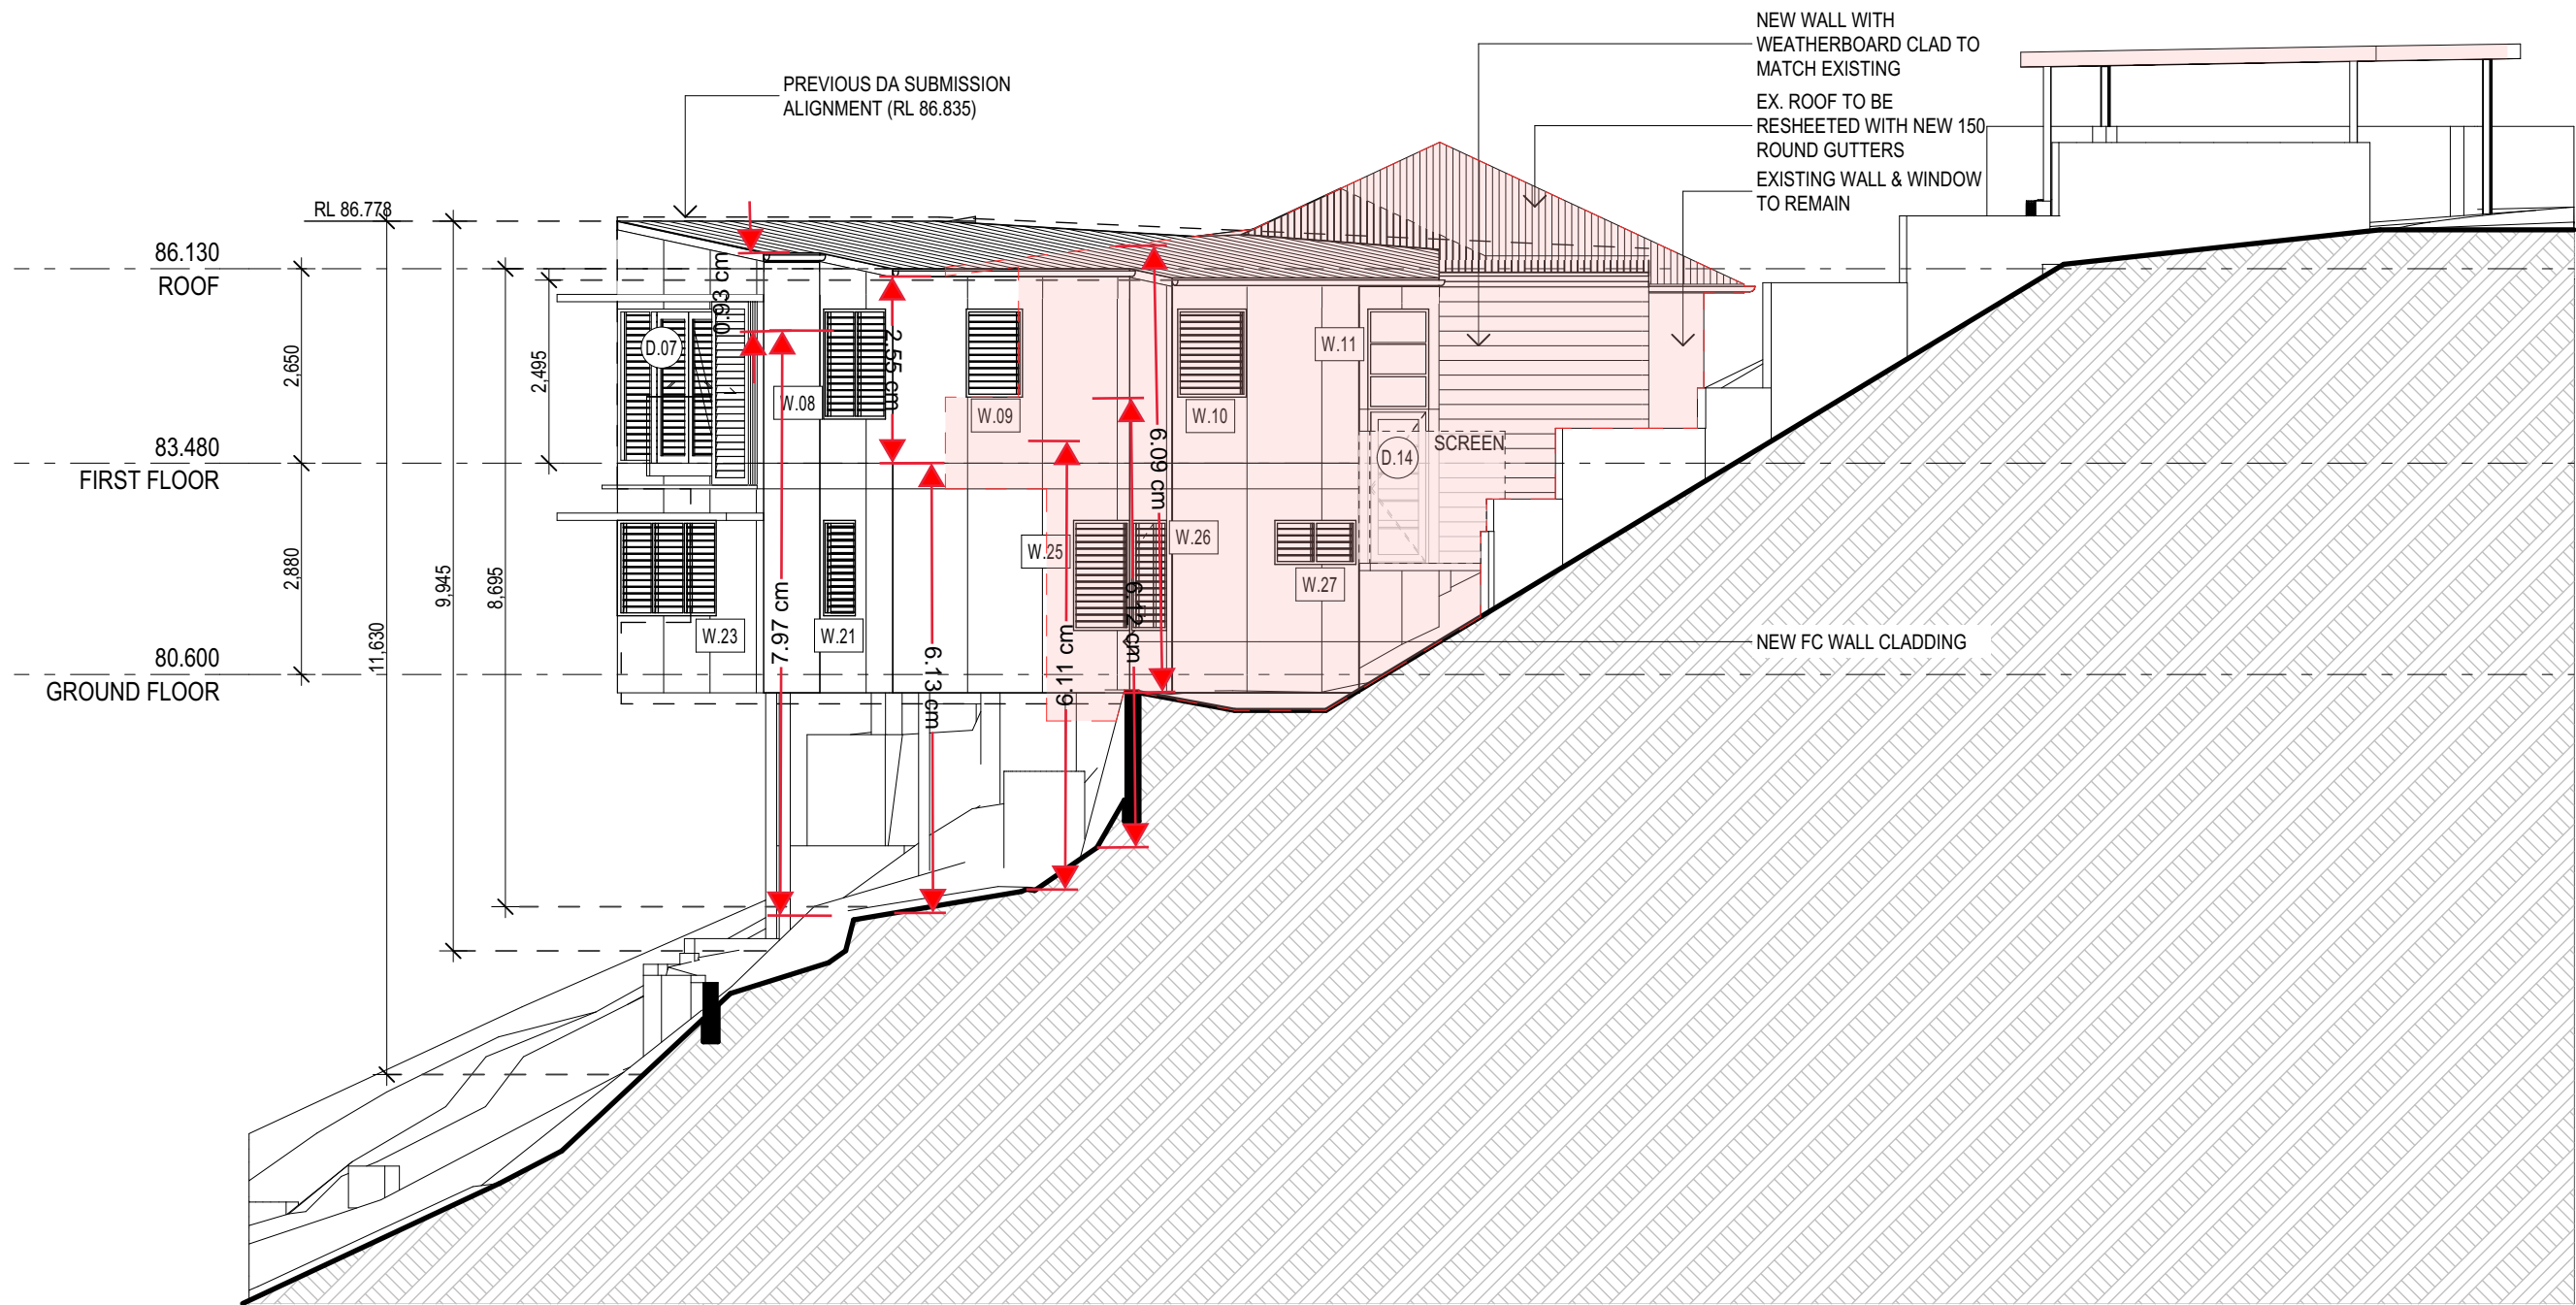 NEW WALL WITH
WEATHERBOARD CLAD TO
MATCH EXISTING
PREVIOUS DA SUBMISSION
ALIGNMENT (RL 86.835)
EX. ROOF TO BE
RESHEETED WITH NEW 150
ROUND GUTTERS
EXISTING WALL & WINDOW
TO REMAIN
RL 86.778
86.130
ROOF
83.480
FIRST FLOOR
80.600
GROUND FLOOR
2,650
2,880
11,630
9,945
8,695
2,495
0.93 cm
7.97 cm
2.55 cm
6.13 cm
6.11 cm
6.12 cm
6.09 cm
D.07
W.08
W.09
W.10
W.11
D.14
SCREEN
W.23
W.21
W.25
W.26
W.27
NEW FC WALL CLADDING